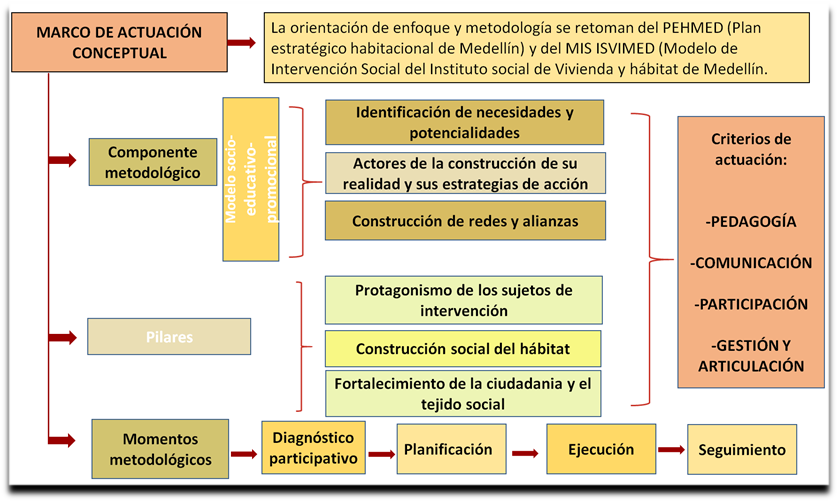 MARCO DE ACTUACIÓN
CONCEPTUAL
La orientación de enfoque y metodología se retoman del PEHMED (Plan
estratégico habitacional de Medellín) y del MIS ISVIMED (Modelo de
Intervención Social del Instituto social de Vivienda y hábitat de Medellín.
Componente
metodológico
Modelo socio-
educativo-
promocional
Identificación de necesidades y
potencialidades
Actores de la construcción de su
realidad y sus estrategias de acción
Construcción de redes y alianzas
Criterios de
actuación:
-PEDAGOGÍA
-COMUNICACIÓN
-PARTICIPACIÓN
-GESTIÓN Y
ARTICULACIÓN
Pilares
Protagonismo de los sujetos de
intervención
Construcción social del hábitat
Fortalecimiento de la ciudadania y el
tejido social
Momentos
metodológicos
Diagnóstico
participativo
Planificación
Ejecución
Seguimiento